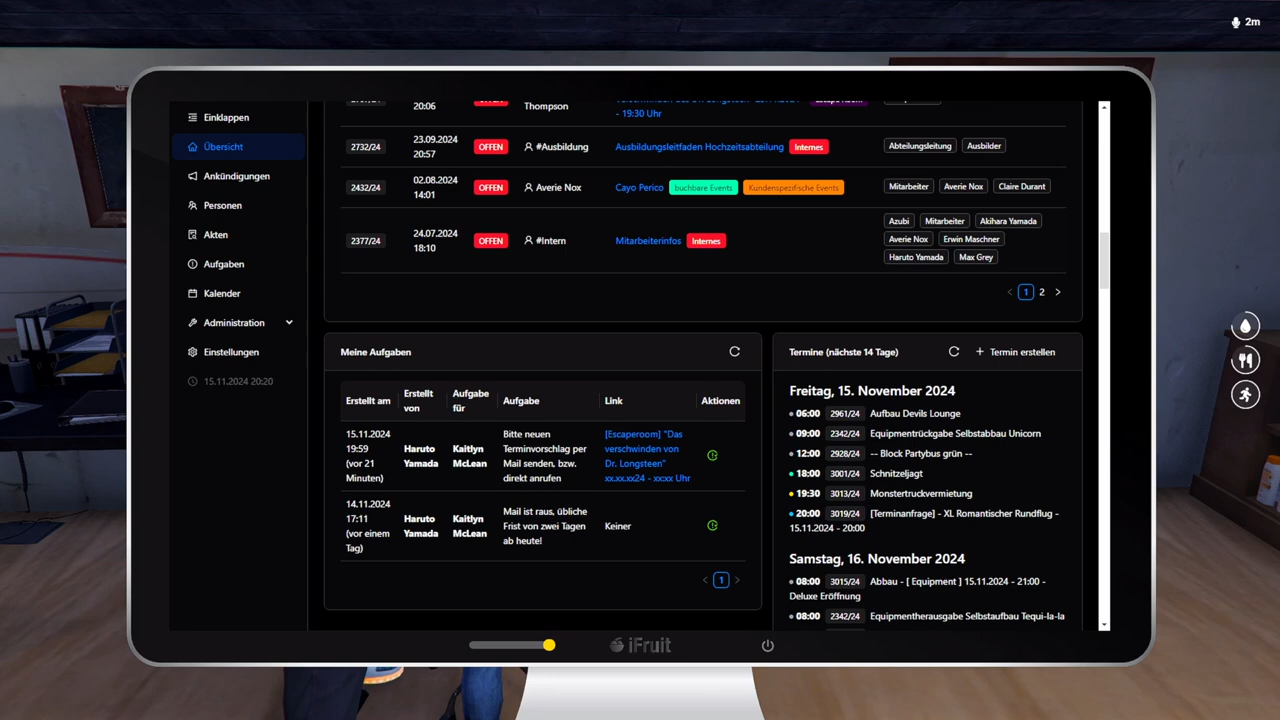 2m
Einklappen
Übersicht
Ankündigungen
Personen
Akten
Aufgaben
Kalender
Administration
Einstellungen
15.11.2024 20:20
20:06
Thompson
- 19:30 Uhr
2732/24 23.09.2024 20:57 OFFEN #Ausbildung Ausbildungsleitfaden Hochzeitsabteilung Internes Abteilungsleitung Ausbilder
2432/24 02.08.2024 14:01 OFFEN Averie Nox Cayo Perico buchbare Events Kundenspezifische Events Mitarbeiter Averie Nox Claire Durant
2377/24 24.07.2024 18:10 OFFEN #Intern Mitarbeiterinfos Internes
Azubi Mitarbeiter Akihara Yamada
Averie Nox Erwin Maschner
Haruto Yamada Max Grey
< 1 2 >
Meine Aufgaben
Erstellt am
Erstellt von
Aufgabe für
Aufgabe
Link
Aktionen
15.11.2024
19:59
(vor 21
Minuten)
Haruto
Yamada
Kaitlyn
McLean
Bitte neuen
Terminvorschlag per
Mail senden, bzw.
direkt anrufen
[Escaperoom] "Das
verschwinden von
Dr. Longsteen"
xx.xx.xx24 - xx:xx Uhr
14.11.2024
17:11
(vor einem
Tag)
Haruto
Yamada
Kaitlyn
McLean
Mail ist raus, übliche
Frist von zwei Tagen
ab heute!
Keiner
< 1 >
Termine (nächste 14 Tage)
+ Termin erstellen
Freitag, 15. November 2024
06:00 2961/24 Aufbau Devils Lounge
09:00 2342/24 Equipmentrückgabe Selbstabbau Unicorn
12:00 2928/24 -- Block Partybus grün --
18:00 3001/24 Schnitzeljagt
19:30 3013/24 Monstertruckvermietung
20:00 3019/24 [Terminanfrage] - XL Romantischer Rundflug -
15.11.2024 - 20:00
Samstag, 16. November 2024
08:00 3015/24 Abbau - [ Equipment ] 15.11.2024 - 21:00 -
Deluxe Eröffnung
08:00 2342/24 Equipmentherausgabe Selbstaufbau Tequi-la-la
iFruit